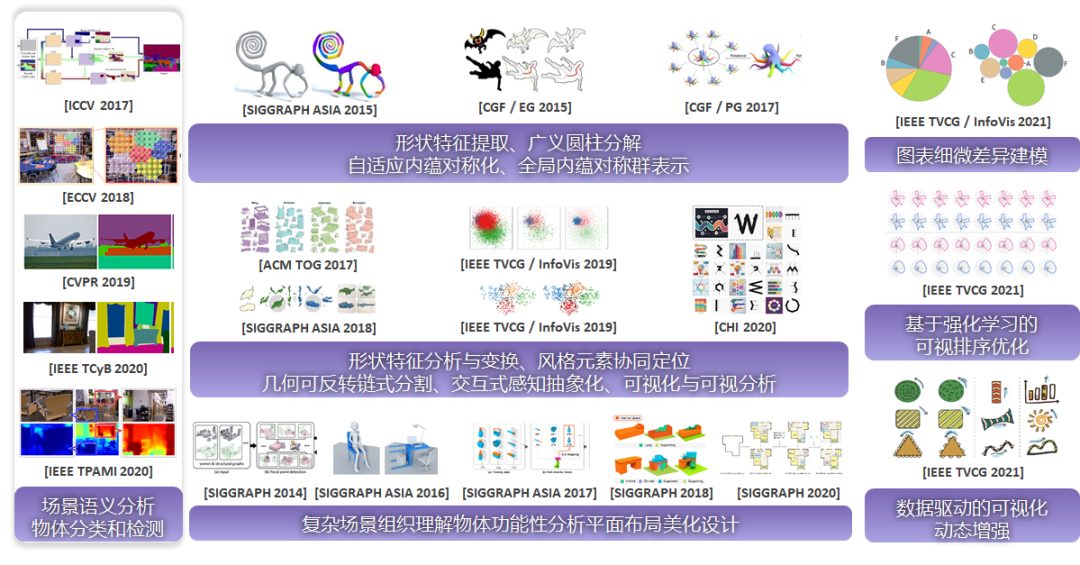 [ICCV 2017]
[ECCV 2018]
[CVPR 2019]
[IEEE TCyB 2020]
[IEEE TPAMI 2020]
场景语义分析
物体分类和检测
[SIGGRAPH ASIA 2015]
[CGF / EG 2015]
[CGF / PG 2017]
形状特征提取、广义圆柱分解
自适应内蕴对称化、全局内蕴对称群表示
[ACM TOG 2017]
[IEEE TVCG / InfoVis 2019]
[SIGGRAPH ASIA 2018]
[IEEE TVCG / InfoVis 2019]
[CHI 2020]
形状特征分析与变换、风格元素协同定位
几何可反转链式分割、交互式感知抽象化、可视化与可视分析
(a) Input
(b) Focal point detection
[SIGGRAPH 2014]
[SIGGRAPH ASIA 2016]
[SIGGRAPH ASIA 2017]
[SIGGRAPH 2018]
[SIGGRAPH 2020]
复杂场景组织理解物体功能性分析平面布局美化设计
F
A
B
C
C
D
B
A
E
F
[IEEE TVCG / InfoVis 2021]
图表细微差异建模
[IEEE TVCG 2021]
基于强化学习的
可视排序优化
[IEEE TVCG 2021]
数据驱动的可视化
动态增强